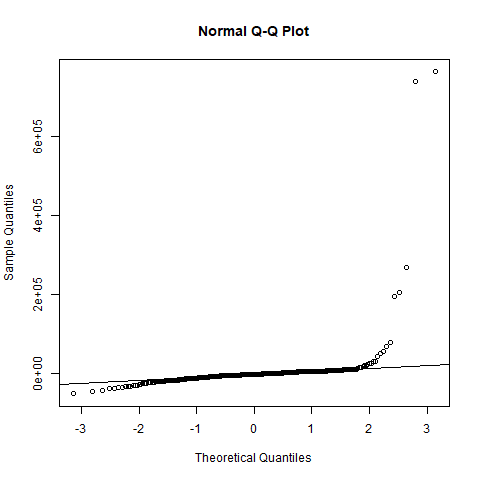 Normal Q-Q Plot
Sample Quantiles
6e+05
4e+05
2e+05
0e+00
-3 -2 -1 0 1 2 3
Theoretical Quantiles